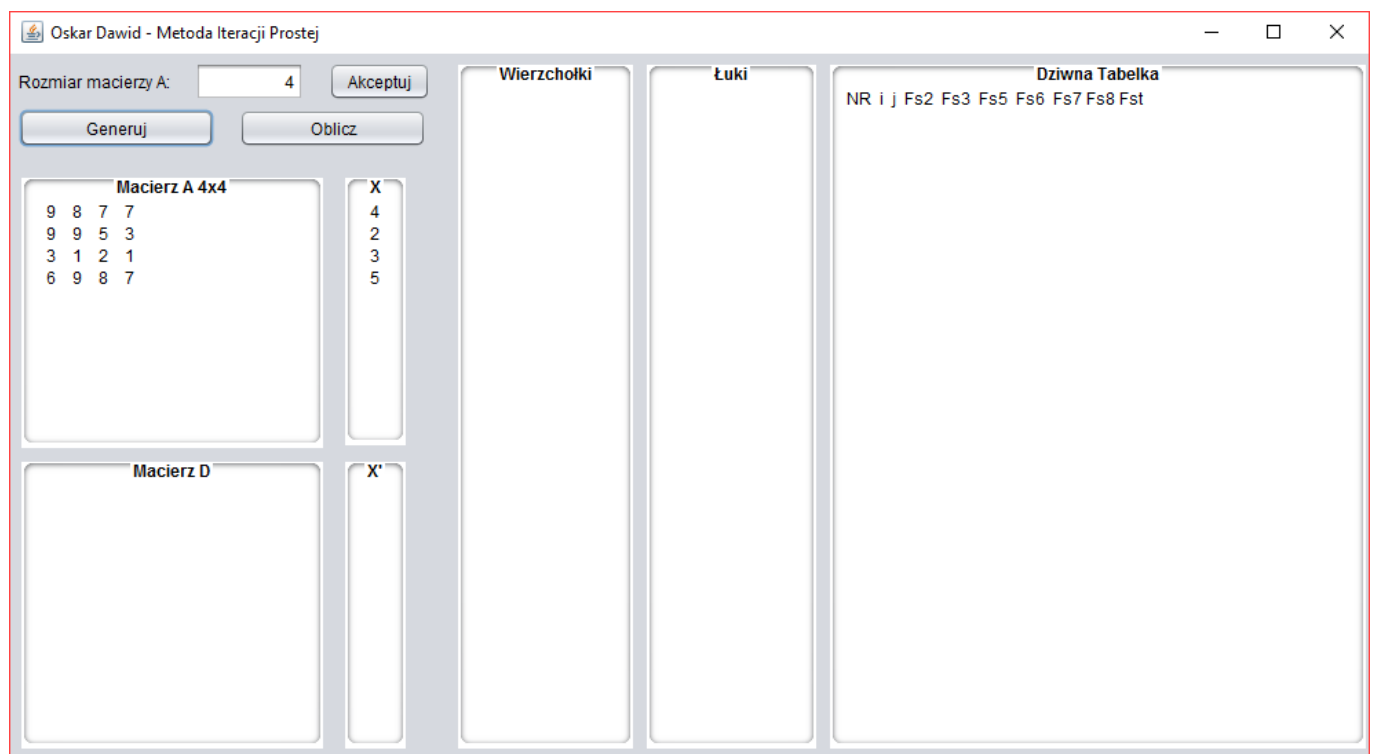 Oskar Dawid - Metoda Iteracji Prostej
Rozmiar macierzy A: 4 Akceptuj
Generuj Oblicz
Macierz A 4x4
9 8 7 7
9 9 5 3
3 1 2 1
6 9 8 7
X
4
2
3
5
Macierz D
X'
Wierzchołki
Łuki
Dziwna Tabelka
NR i j Fs2 Fs3 Fs5 Fs6 Fs7 Fs8 Fst